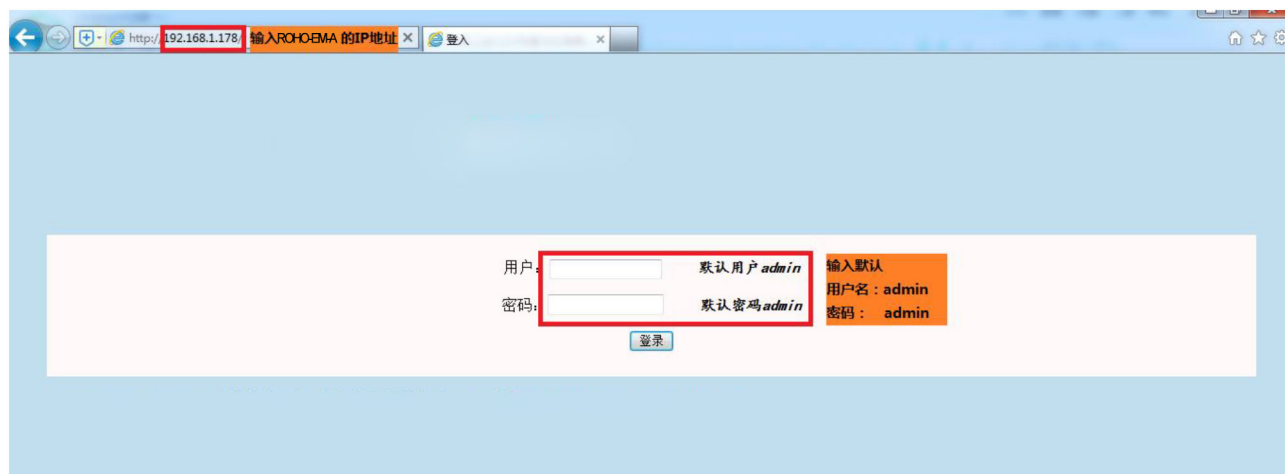 http://192.168.1.178/ 输入ROHO-EM-A 的IP地址 登入
用户： 默认用户admin 输入默认
用户名：admin
密码： 默认密码admin 密码： admin
登录